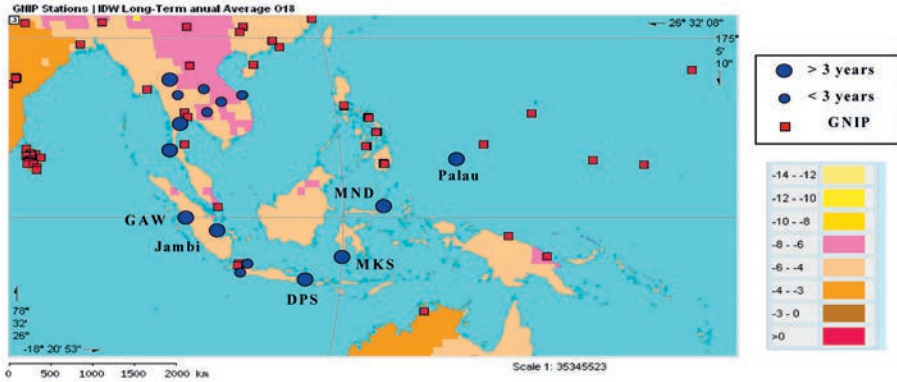 GNIP Stations | IDW Long-Term anual Average O18
26° 32' 08"
175°
5'
10"
> 3 years
< 3 years
GNIP
Palau
MND
GAW
Jambi
MKS
DPS
-14 - -12
-12 - -10
-10 - -8
-8 - -6
-6 - -4
-4 - -3
-3 - 0
>0
78°
32'
26"
-18° 20' 53"
0 500 1000 1500 2000 km
Scale 1: 35345523